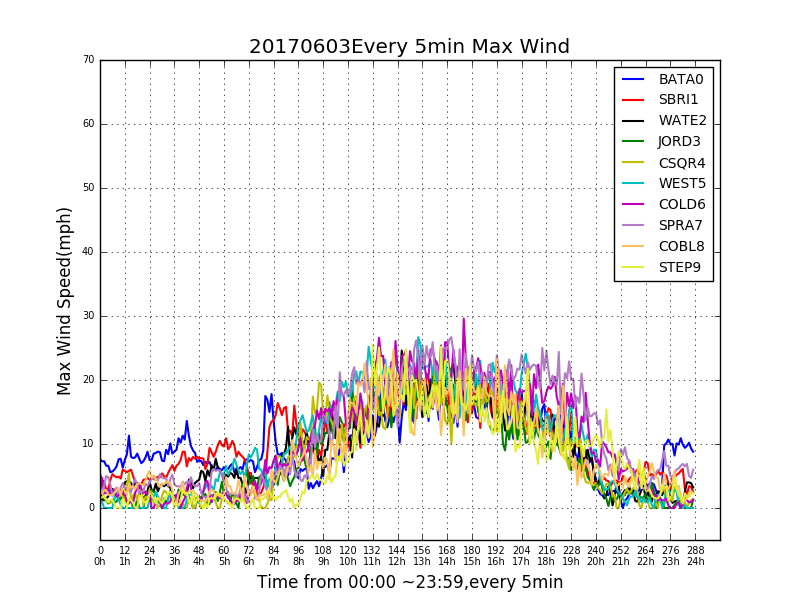 20170603Every 5min Max Wind
70
60
50
40
30
20
10
0
Max Wind Speed(mph)
BATA0
SBRI1
WATE2
JORD3
CSQR4
WEST5
COLD6
SPRA7
COBL8
STEP9
0 12 24 36 48 60 72 84 96 108 120 132 144 156 168 180 192 204 216 228 240 252 264 276 288
0h 1h 2h 3h 4h 5h 6h 7h 8h 9h 10h 11h 12h 13h 14h 15h 16h 17h 18h 19h 20h 21h 22h 23h 24h
Time from 00:00 ~23:59,every 5min